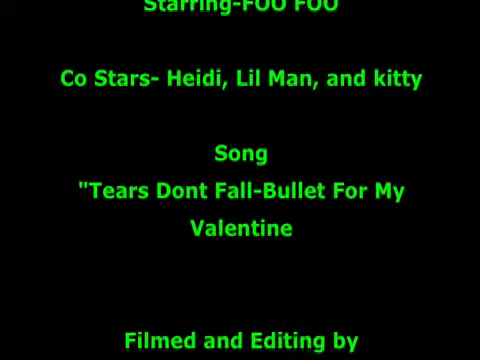 Starring-FOO FOO
Co Stars- Heidi, Lil Man, and kitty
Song
"Tears Dont Fall-Bullet For My
Valentine
Filmed and Editing by